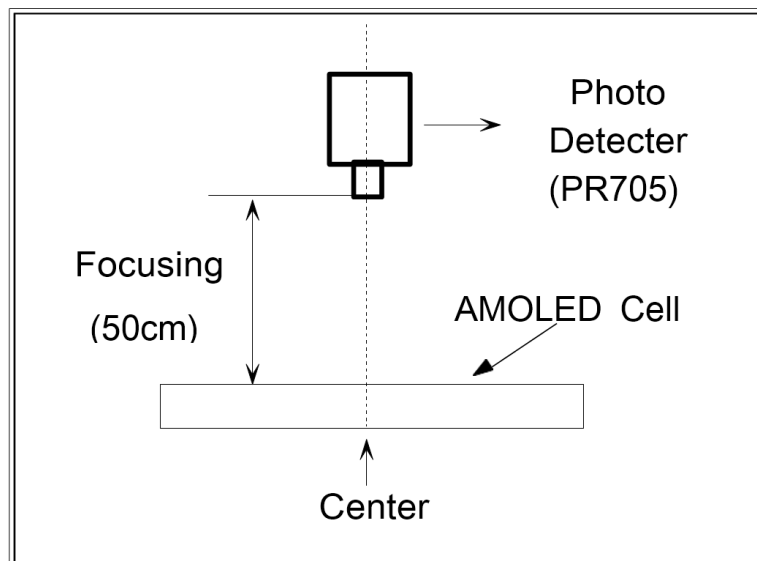 Photo
Detecter
(PR705)
Focusing
(50cm)
AMOLED Cell
Center